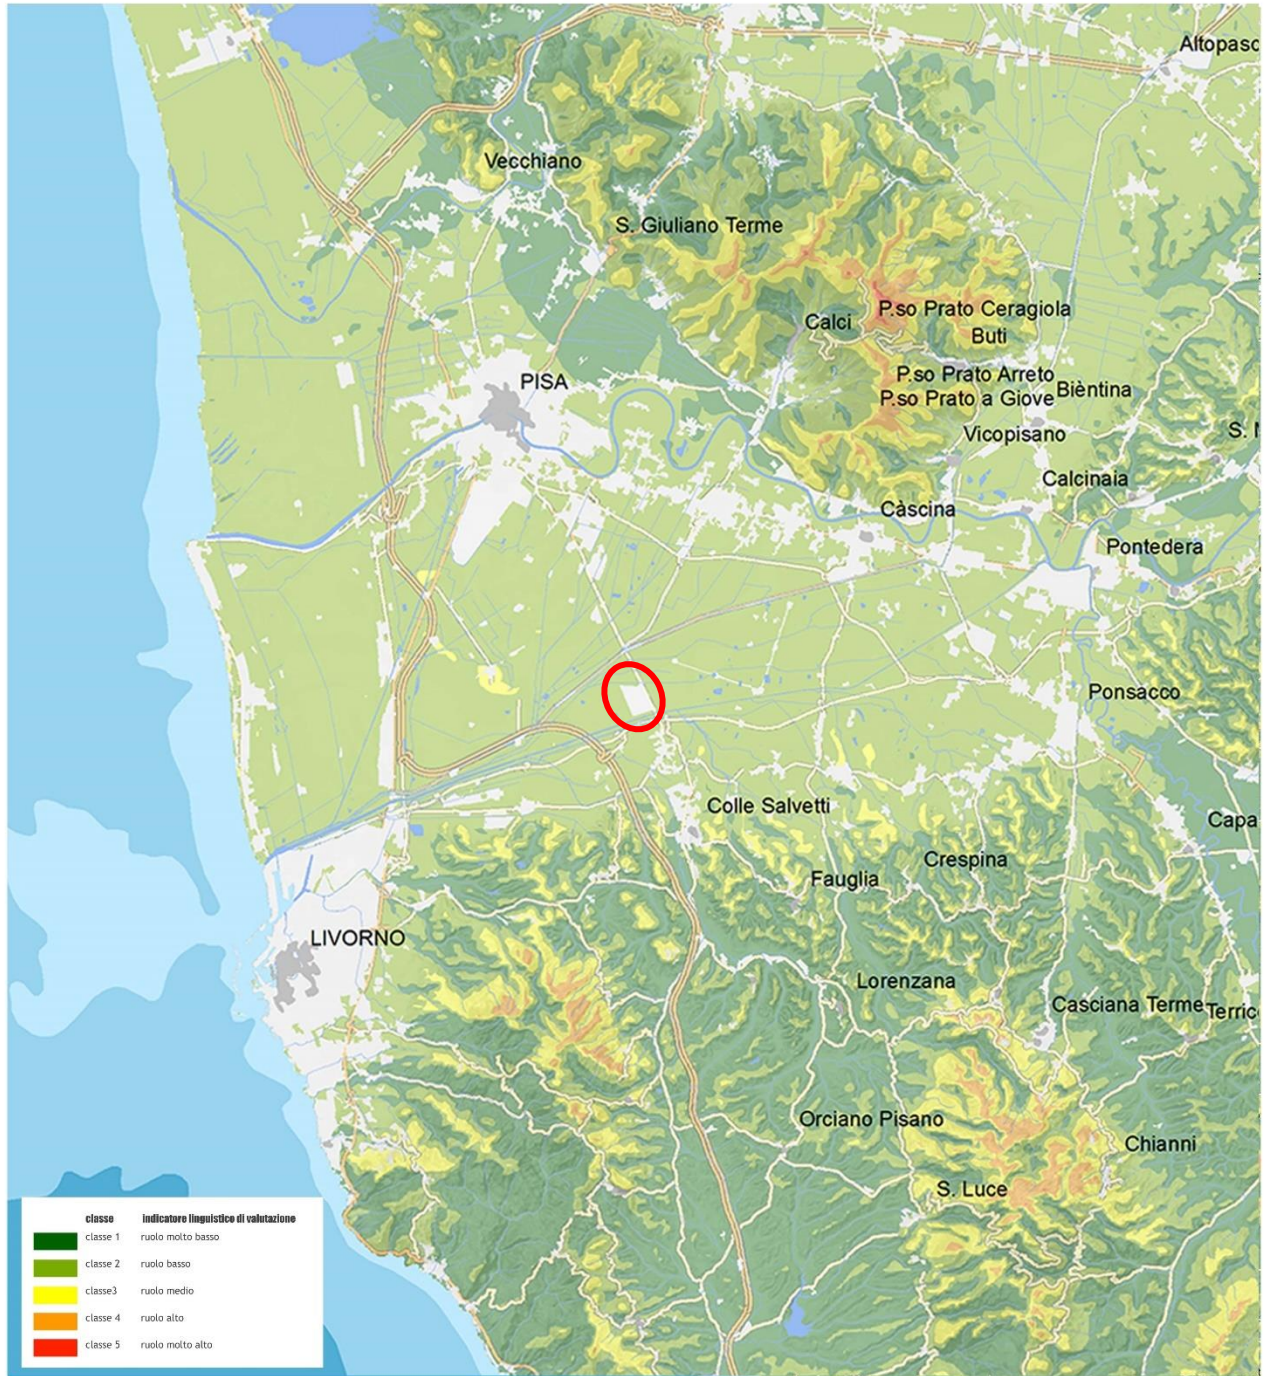 Altopasc
Vecchiano
S. Giuliano Terme
P.so Prato Ceragiola
Calci
Buti
P.so Prato Arreto
PISA
Bièntina
P.so Prato a Giove
Vicopisano
Calcinaia
Càscina
Pontedera
Ponsacco
Colle Salvetti
Capa
Crespina
Fauglia
LIVORNO
Lorenzana
Casciana Terme
Terric
Orciano Pisano
Chianni
S. Luce
classe indicatore linguistico di valutazione
classe 1 ruolo molto basso
classe 2 ruolo basso
classe3 ruolo medio
classe 4 ruolo alto
classe 5 ruolo molto alto